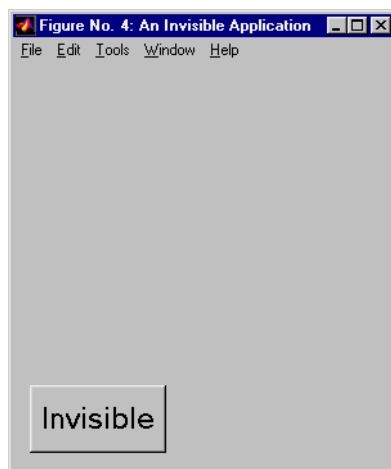 Figure No. 4: An Invisible Application
File Edit Tools Window Help
Invisible